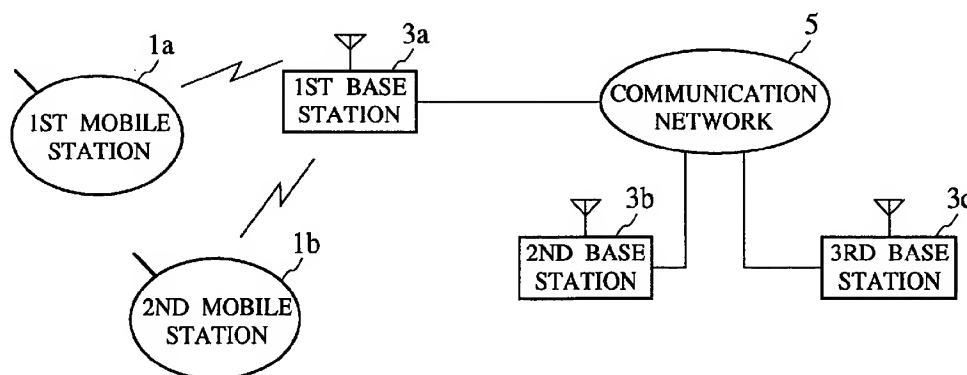 1a
1ST MOBILE
STATION
3a
1ST BASE
STATION
5
COMMUNICATION
NETWORK
1b
2ND MOBILE
STATION
3b
2ND BASE
STATION
3c
3RD BASE
STATION